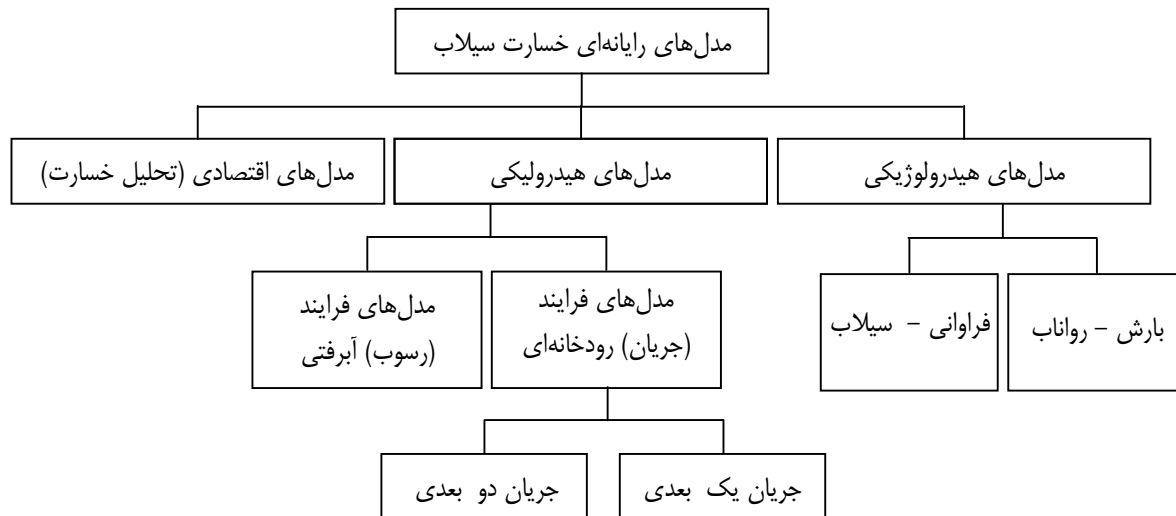 مدل‌های رایانه‌ای خسارت سیلاب
مدل‌های هیدرولوژیکی
مدل‌های هیدرولیکی
مدل‌های اقتصادی (تحلیل خسارت)
بارش – رواناب
فراوانی – سیلاب
مدل‌های فرایند
(جریان) رودخانه‌ای
مدل‌های فرایند
(رسوب) آبرفتی
جریان یک بعدی
جریان دو بعدی